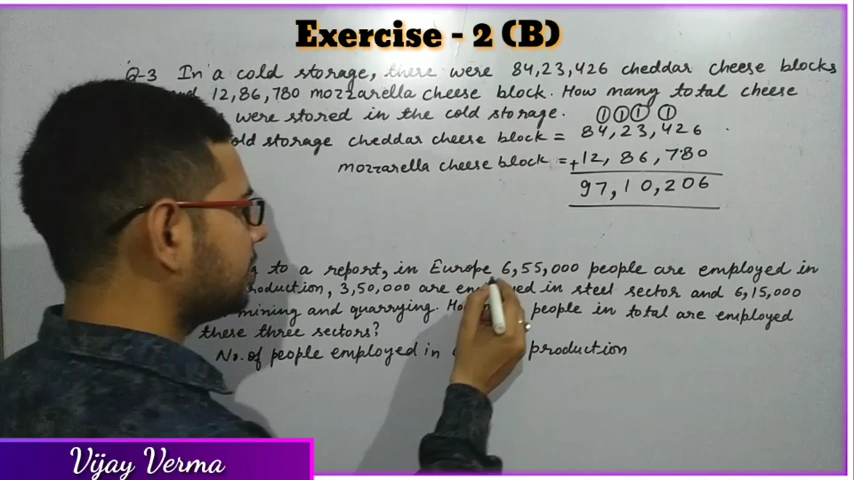 Exercise - 2 (B)
Q-3 In a cold storage, there were 84,23,426 cheddar cheese blocks
12,86,780 mozzarella cheese block. How many total cheese
were stored in the cold storage.
1 1 1 1
cold storage cheddar cheese block = 84,23,426
mozzarella cheese block = +12,86,780
97,10,206
to a report, in Europe 6,55,000 people are employed in
production, 3,50,000 are in steel sector and 6,15,000
mining and quarrying. people in total are employed
these three sectors?
No. of people employed in production
Vijay Verma